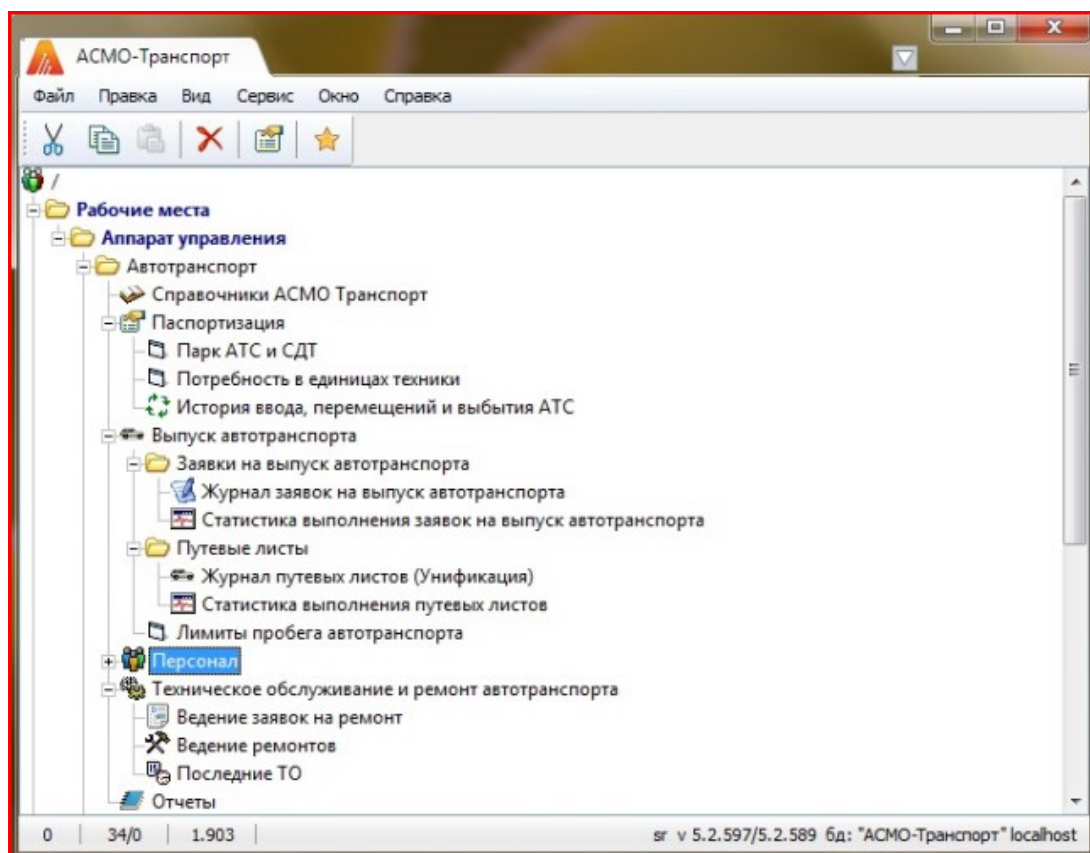 АСМО-Транспорт
Файл Правка Вид Сервис Окно Справка
/
Рабочие места
Аппарат управления
Автотранспорт
Справочники АСМО Транспорт
Паспортизация
Парк АТС и СДТ
Потребность в единицах техники
История ввода, перемещений и выбытия АТС
Выпуск автотранспорта
Заявки на выпуск автотранспорта
Журнал заявок на выпуск автотранспорта
Статистика выполнения заявок на выпуск автотранспорта
Путевые листы
Журнал путевых листов (Унификация)
Статистика выполнения путевых листов
Лимиты пробега автотранспорта
Персонал
Техническое обслуживание и ремонт автотранспорта
Ведение заявок на ремонт
Ведение ремонтов
Последние ТО
Отчеты
0 34/0 1.903 sr v 5.2.597/5.2.589 бд: "АСМО-Транспорт" localhost